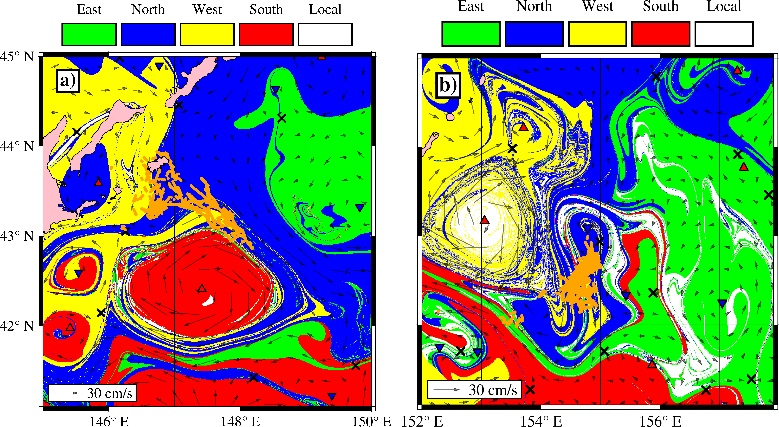 East North West South Local
East North West South Local
45° N
a)
b)
44° N
43° N
42° N
30 cm/s
30 cm/s
146° E 148° E 150° E
152° E 154° E 156° E